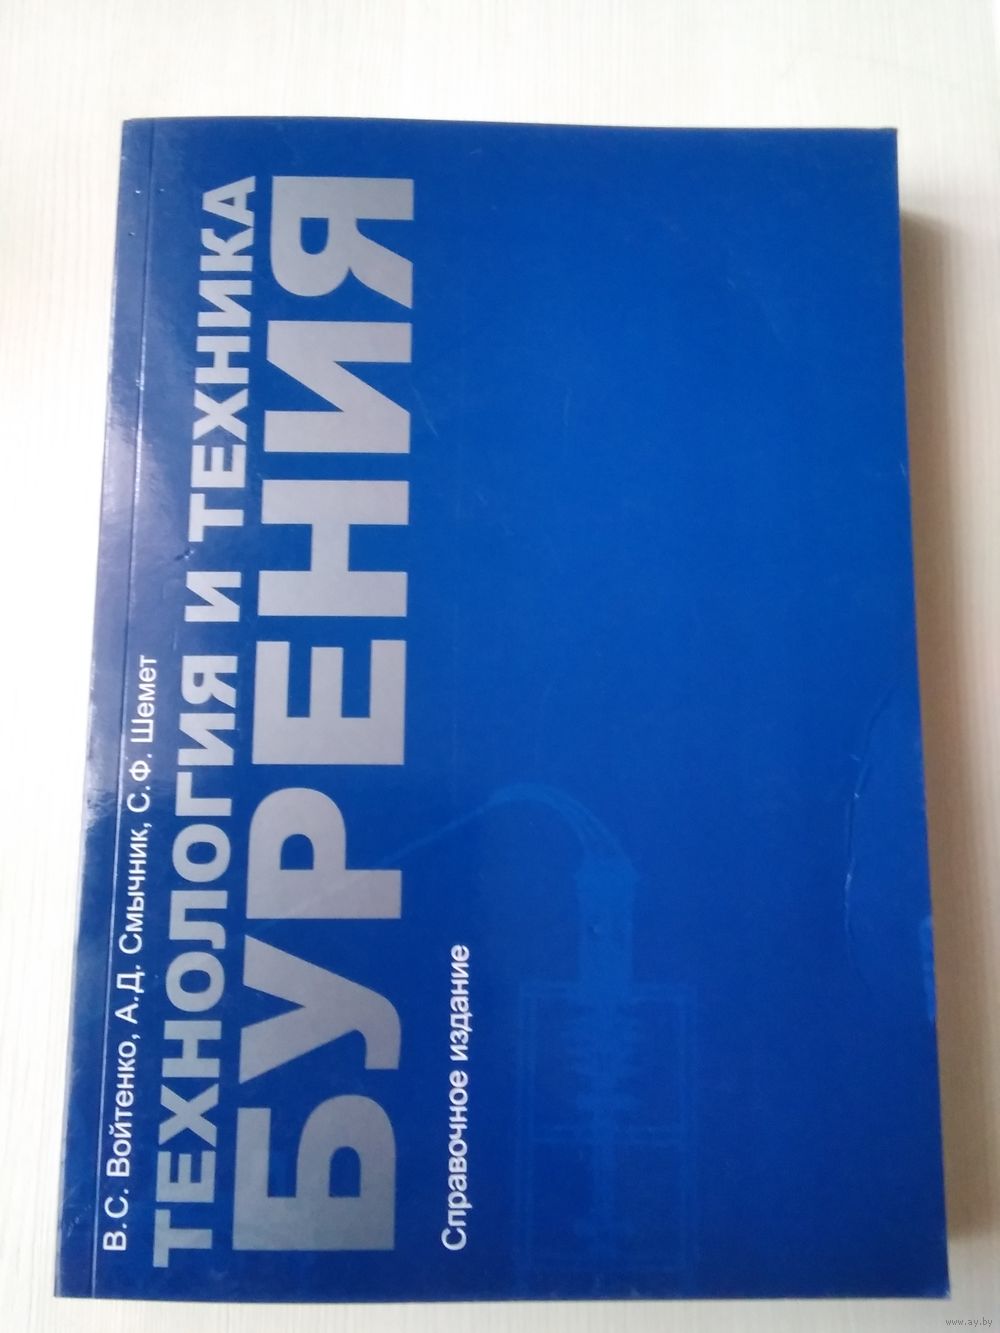 В. С. Войтенко, А.Д. Смычник, С.Ф. Шемет
ТЕХНОЛОГИЯ И ТЕХНИКА
БУРЕНИЯ
Справочное издание
www.ay.by